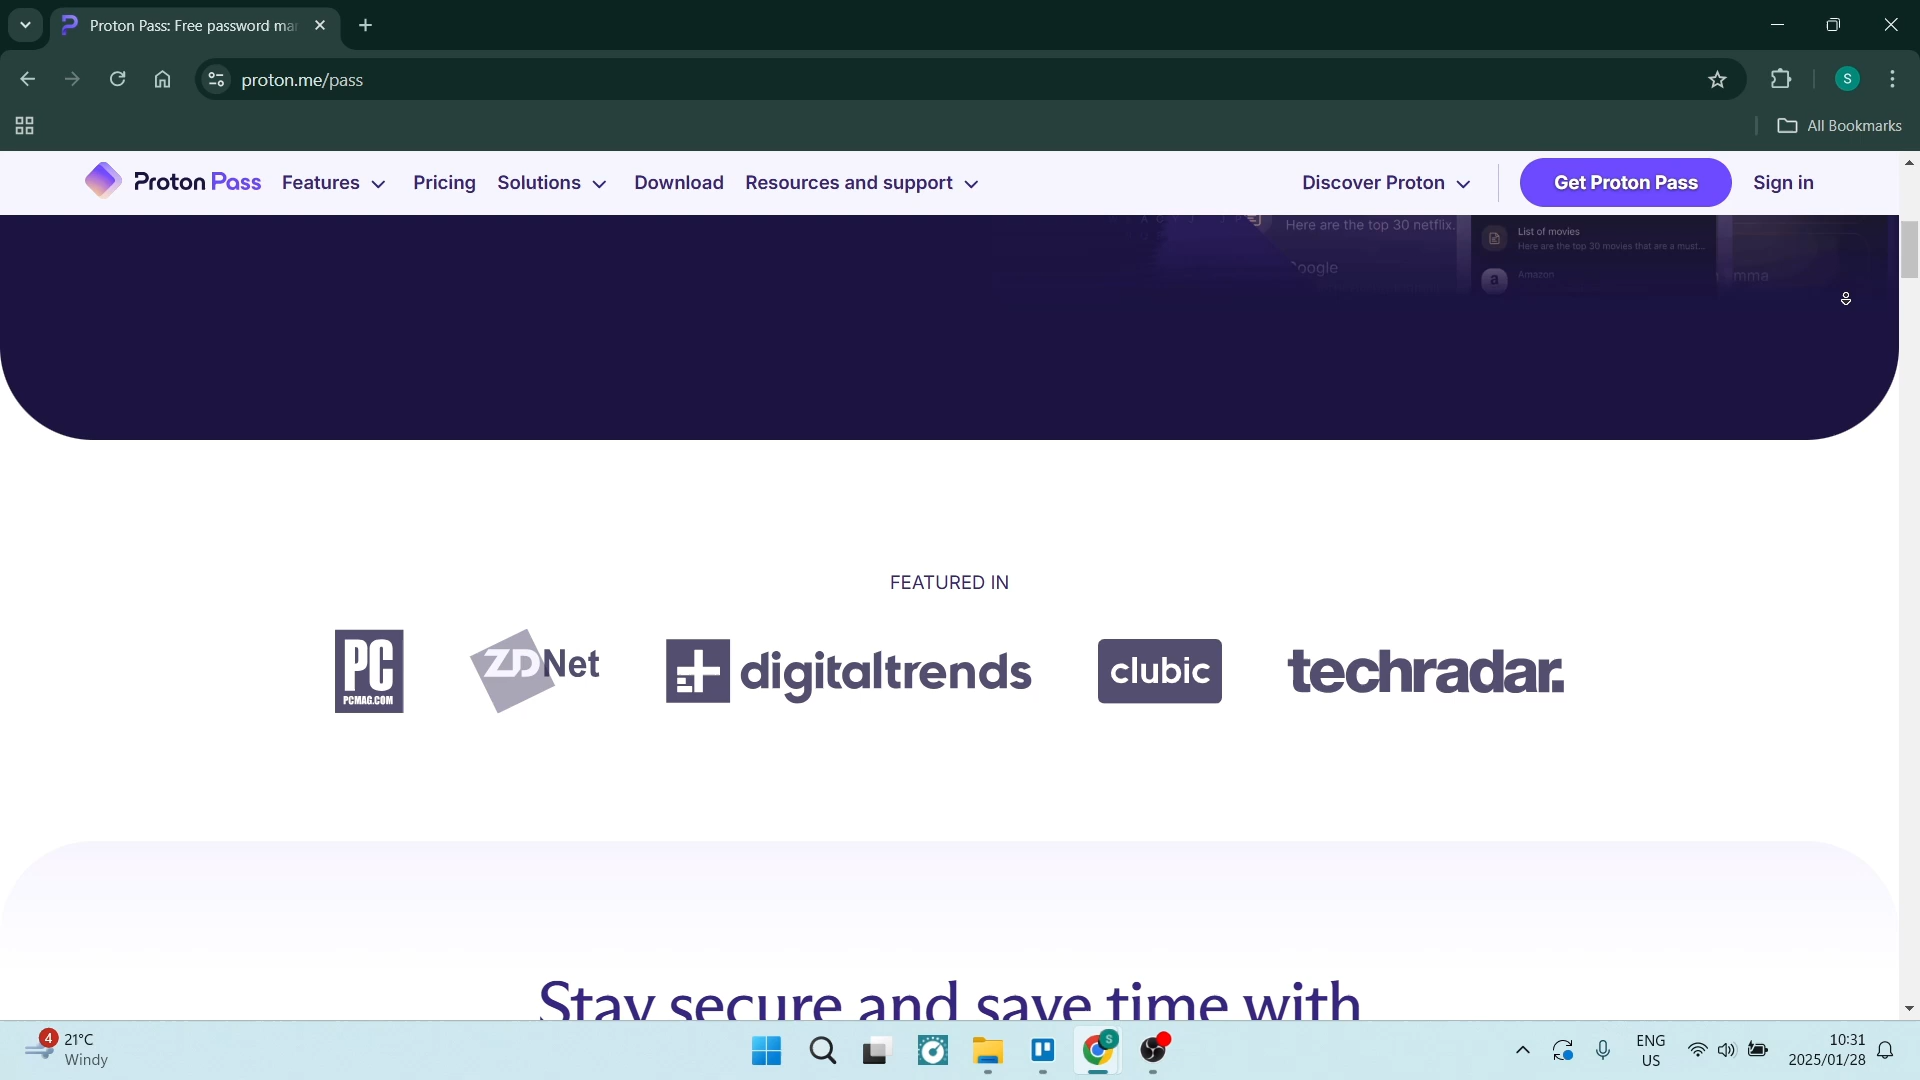 Proton Pass: Free password mar
proton.me/pass
S
All Bookmarks
Proton Pass
Features
Pricing
Solutions
Download
Resources and support
Discover Proton
Get Proton Pass
Sign in
Here are the top 30 netflix.
List of movies
Here are the top 30 movies that are a must...
Google
Amazon
a
FEATURED IN
PC
PCMAG.COM
ZDNet
digitaltrends
clubic
techradar.
Stay secure and save time with
4
21°C
Windy
S
ENG
US
10:31
2025/01/28